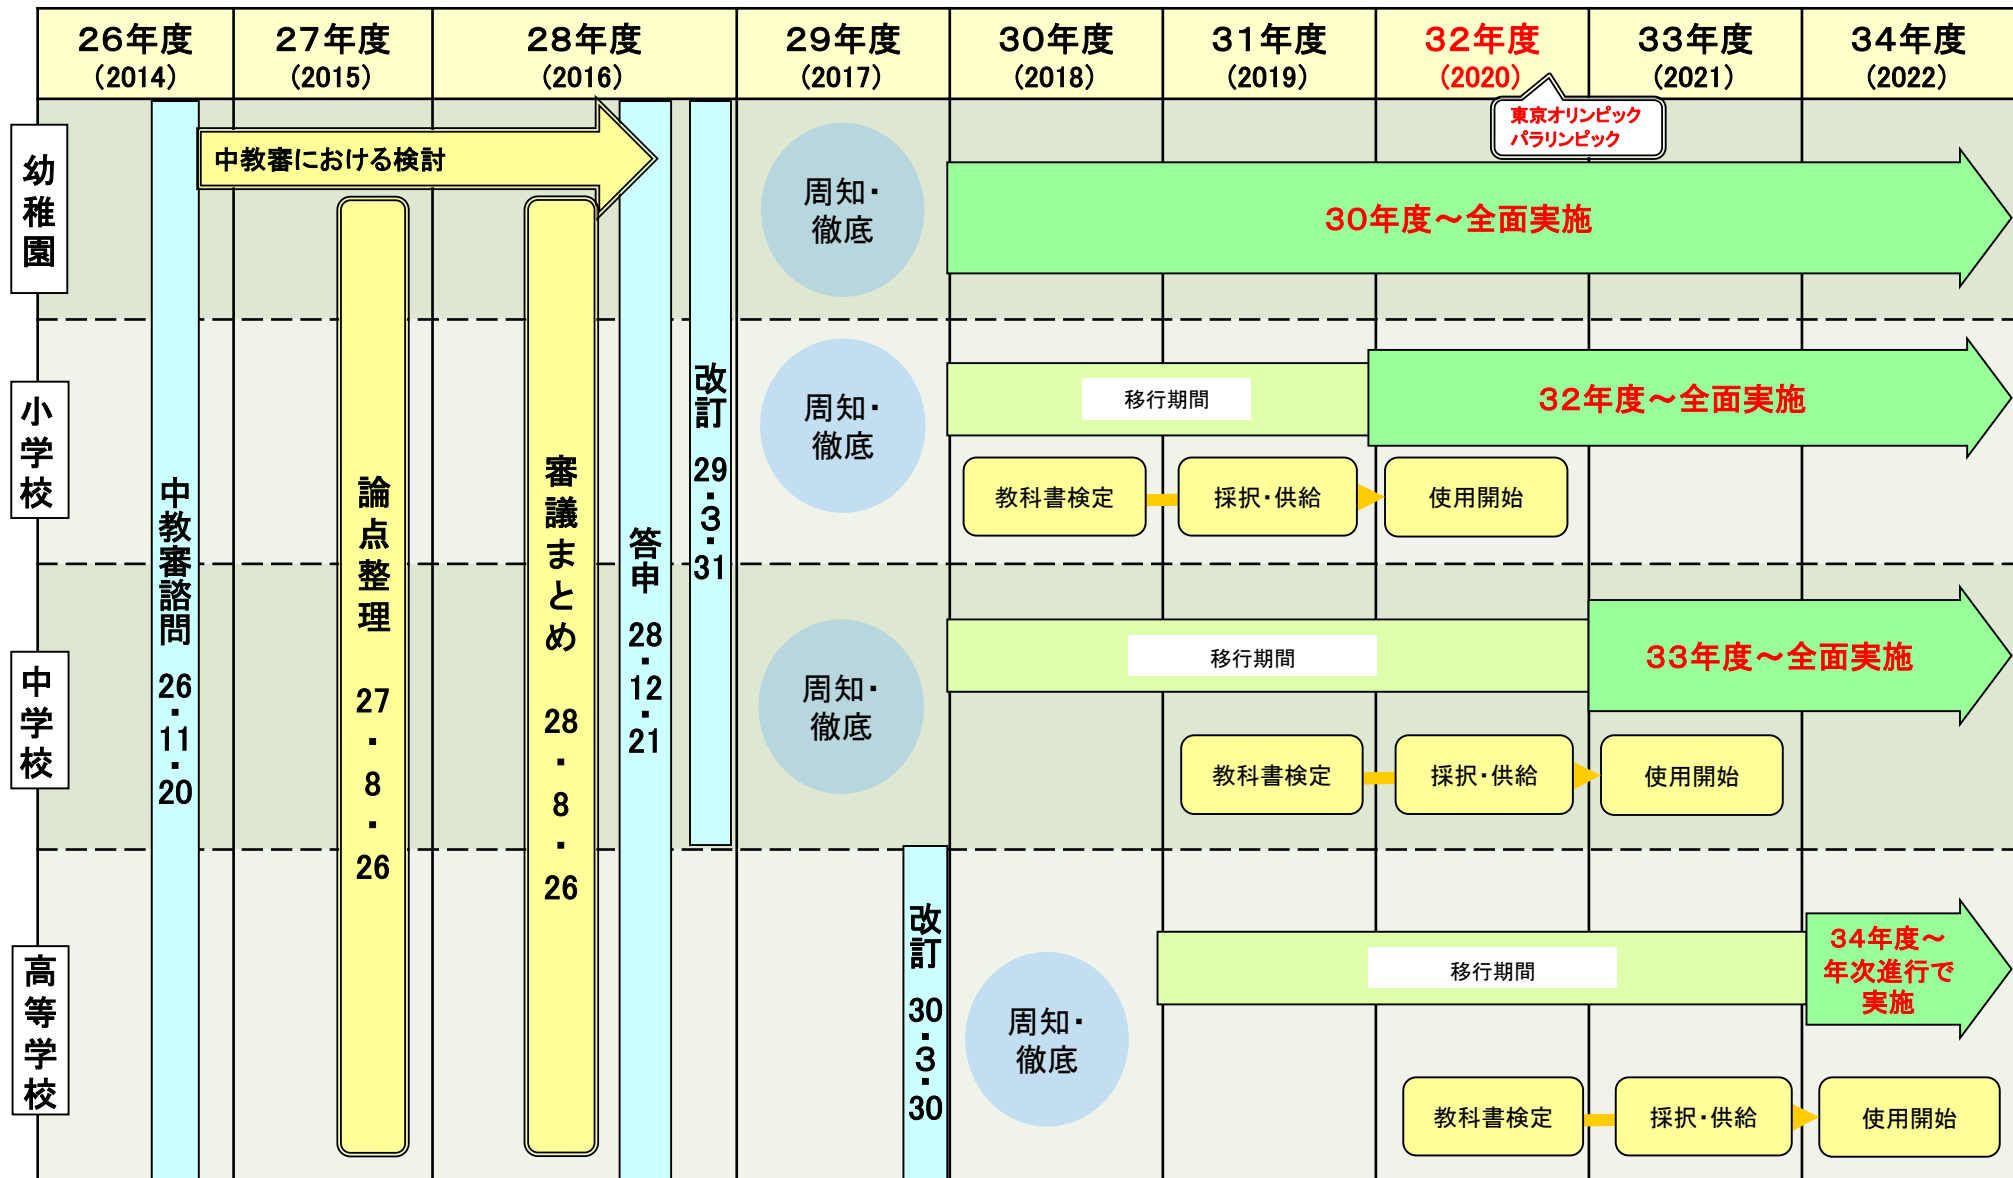 26年度
(2014)
27年度
(2015)
28年度
(2016)
29年度
(2017)
30年度
(2018)
31年度
(2019)
32年度
(2020)
33年度
(2021)
34年度
(2022)
東京オリンピック
パラリンピック
幼稚園
中教審における検討
周知・
徹底
30年度～全面実施
小学校
周知・
徹底
移行期間
32年度～全面実施
教科書検定
採択・供給
使用開始
中教審諮問 26・11・20
論点整理 27・8・26
審議まとめ 28・8・26
答申 28・12・21
改訂 29・3・31
中学校
周知・
徹底
移行期間
33年度～全面実施
教科書検定
採択・供給
使用開始
高等学校
改訂 30・3・30
周知・
徹底
移行期間
34年度～
年次進行で
実施
教科書検定
採択・供給
使用開始